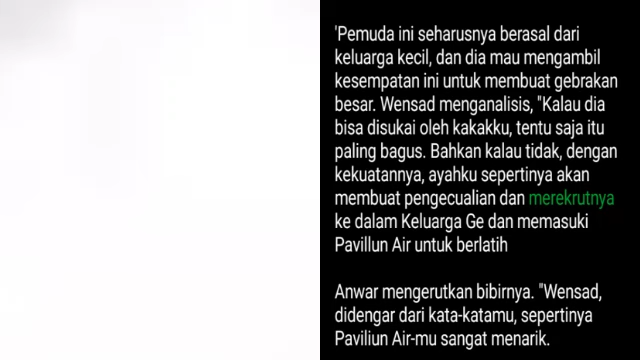 'Pemuda ini seharusnya berasal dari
keluarga kecil, dan dia mau mengambil
kesempatan ini untuk membuat gebrakan
besar. Wensad menganalisis, "Kalau dia
bisa disukai oleh kakakku, tentu saja itu
paling bagus. Bahkan kalau tidak, dengan
kekuatannya, ayahku sepertinya akan
membuat pengecualian dan merekrutnya
ke dalam Keluarga Ge dan memasuki
Pavillun Air untuk berlatih
Anwar mengerutkan bibirnya. "Wensad,
didengar dari kata-katamu, sepertinya
Paviliun Air-mu sangat menarik.